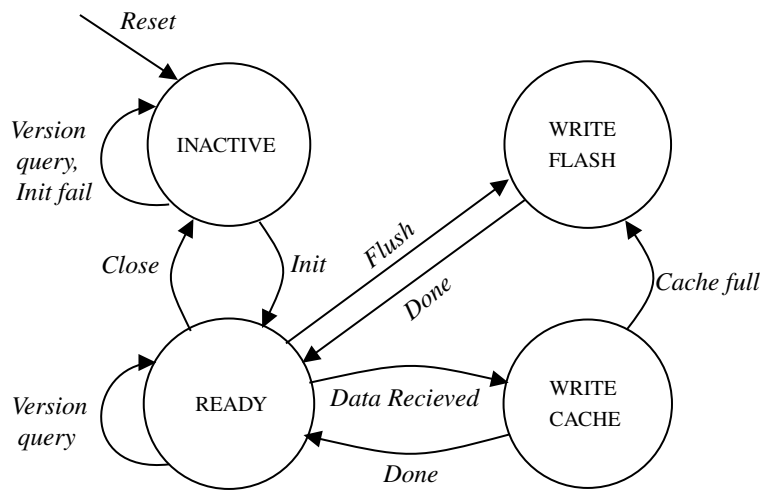 Reset
Version
query,
Init fail
INACTIVE
WRITE
FLASH
Close
Init
Flush
Done
Cache full
Version
query
READY
Data Recieved
WRITE
CACHE
Done